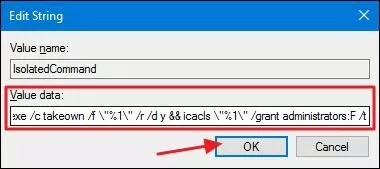 Edit String
Value name:
IsolatedCommand
Value data:
xe /c takeown /f \"%1\" /r /d y && icacls \"%1\" /grant administrators:F /t
OK
Cancel